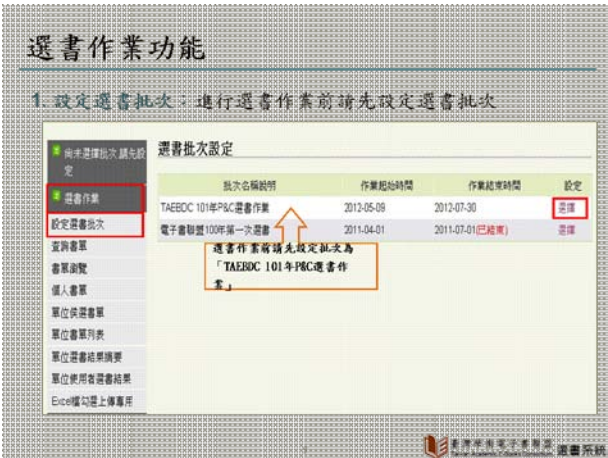 選書作業功能
1. 設定選書批次：進行選書作業前請先設定選書批次
尚未選擇批次,請先設定
選書作業
設定選書批次
查詢書單
書單瀏覽
個人書單
單位候選書單
單位書單列表
單位選書結果摘要
單位使用者選書結果
Excel檔勾選上傳專用
選書批次設定
批次名稱說明 作業起始時間 作業結束時間 設定
TAEBDC 101年P&C選書作業 2012-05-09 2012-07-30 選擇
電子書聯盟100年第一次選書 2011-04-01 2011-07-01(已結束) 選擇
選書作業前請先設定批次為
「TAEBDC 101年P&C選書作
業」
臺灣學術電子書聯盟 選書系統